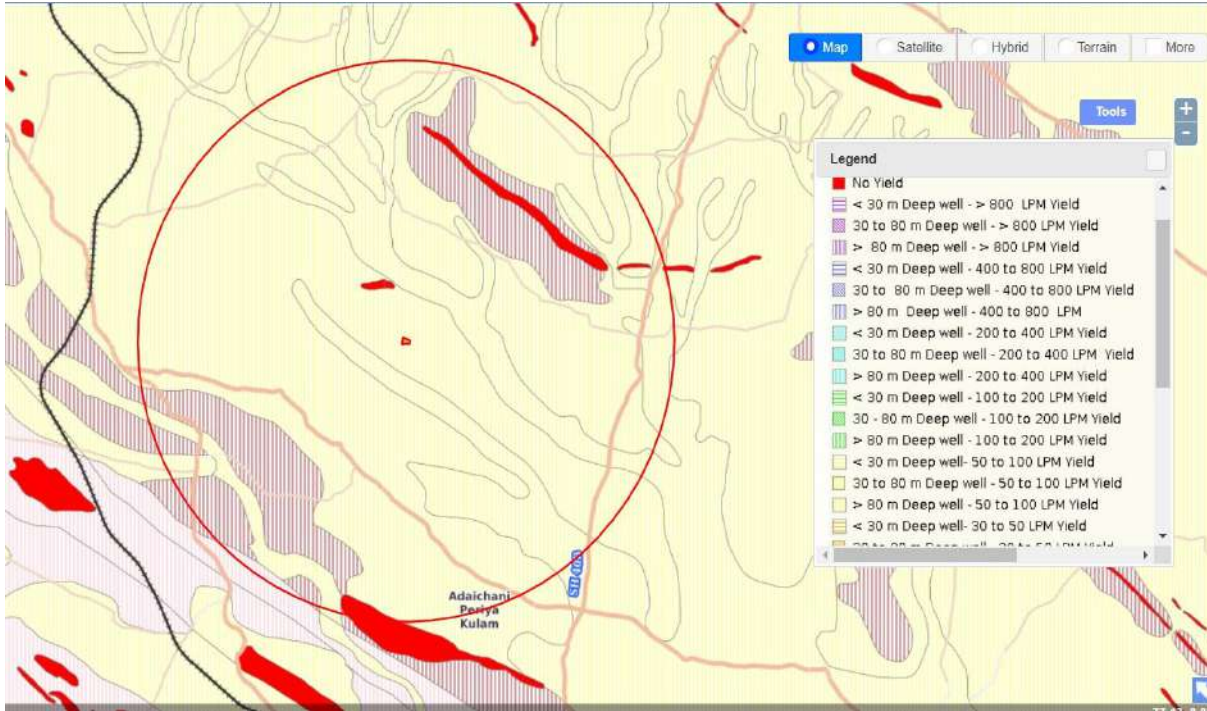 Map
Satellite
Hybrid
Terrain
More
Tools
+
-
Legend
No Yield
< 30 m Deep well - > 800 LPM Yield
30 to 80 m Deep well - > 800 LPM Yield
> 80 m Deep well - > 800 LPM Yield
< 30 m Deep well - 400 to 800 LPM Yield
30 to 80 m Deep well - 400 to 800 LPM Yield
> 80 m Deep well - 400 to 800 LPM
< 30 m Deep well - 200 to 400 LPM Yield
30 to 80 m Deep well - 200 to 400 LPM Yield
> 80 m Deep well - 200 to 400 LPM Yield
< 30 m Deep well - 100 to 200 LPM Yield
30 - 80 m Deep well - 100 to 200 LPM Yield
> 80 m Deep well - 100 to 200 LPM Yield
< 30 m Deep well- 50 to 100 LPM Yield
30 to 80 m Deep well - 50 to 100 LPM Yield
> 80 m Deep well - 50 to 100 LPM Yield
< 30 m Deep well- 30 to 50 LPM Yield
Adaichani
Periya
Kulam